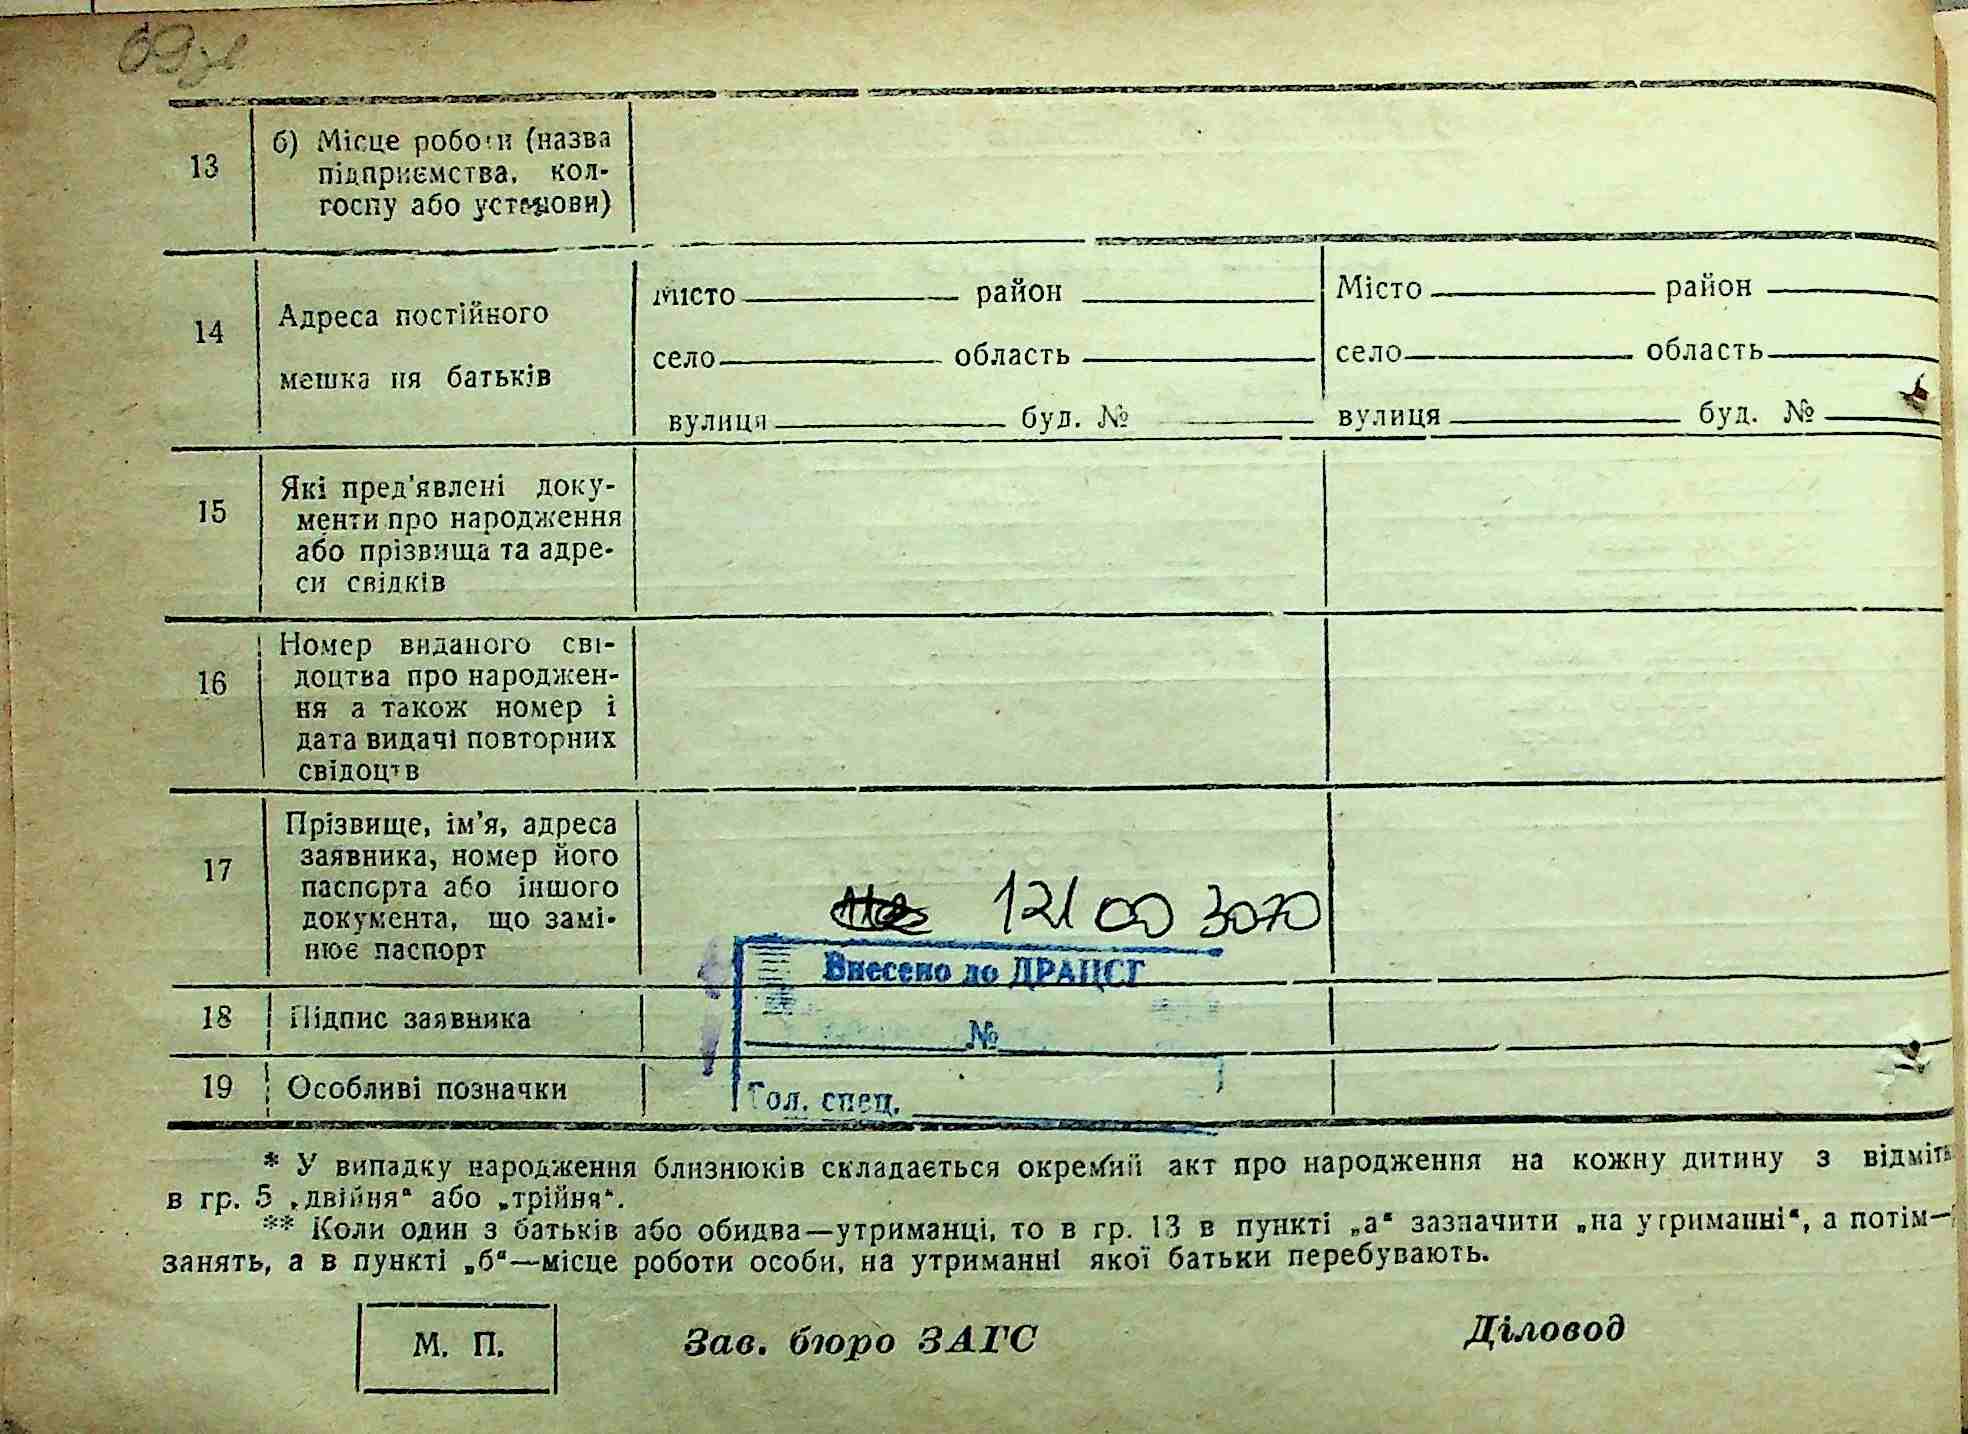 13
б) Місце роботи (назва
підприємства, кол-
госпу або установи)
14
Адреса постійного
мешка ня батьків
місто район
село область
вулиця буд. №
Місто район
село область
вулиця буд. №
15
Які пред'явлені доку-
менти про народження
або прізвища та адре-
си свідків
16
Номер виданого сві-
доцтва про народжен-
ня а також номер і
дата видачі повторних
свідоцтв
17
Прізвище, ім'я, адреса
заявника, номер його
паспорта або іншого
документа, що замі-
нює паспорт
121 00 3070
Внесено до ДРАЦСГ
№
Гол. спец.
18
Підпис заявника
19
Особливі позначки
* У випадку народження близнюків складається окремий акт про народження на кожну дитину з відмітк
в гр. 5 „двійня“ або „трійня“.
** Коли один з батьків або обидва—утриманці, то в гр. 13 в пункті „а“ зазначити „на утриманні“, а потім—
занять, а в пункті „б“—місце роботи особи, на утриманні якої батьки перебувають.
М. П.
Зав. бюро ЗАГС
Діловод